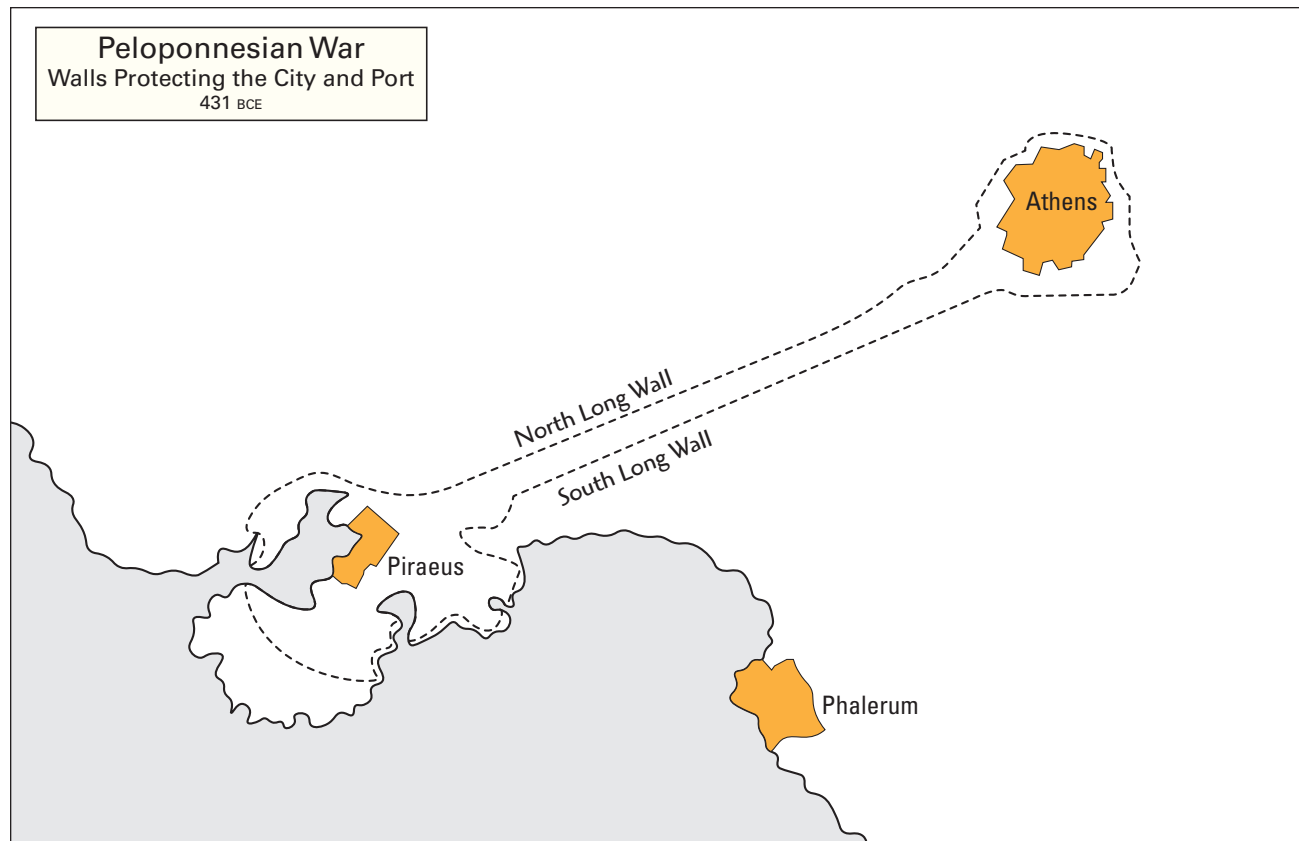 Peloponnesian War
Walls Protecting the City and Port
431 BCE
Athens
North Long Wall
South Long Wall
Piraeus
Phalerum